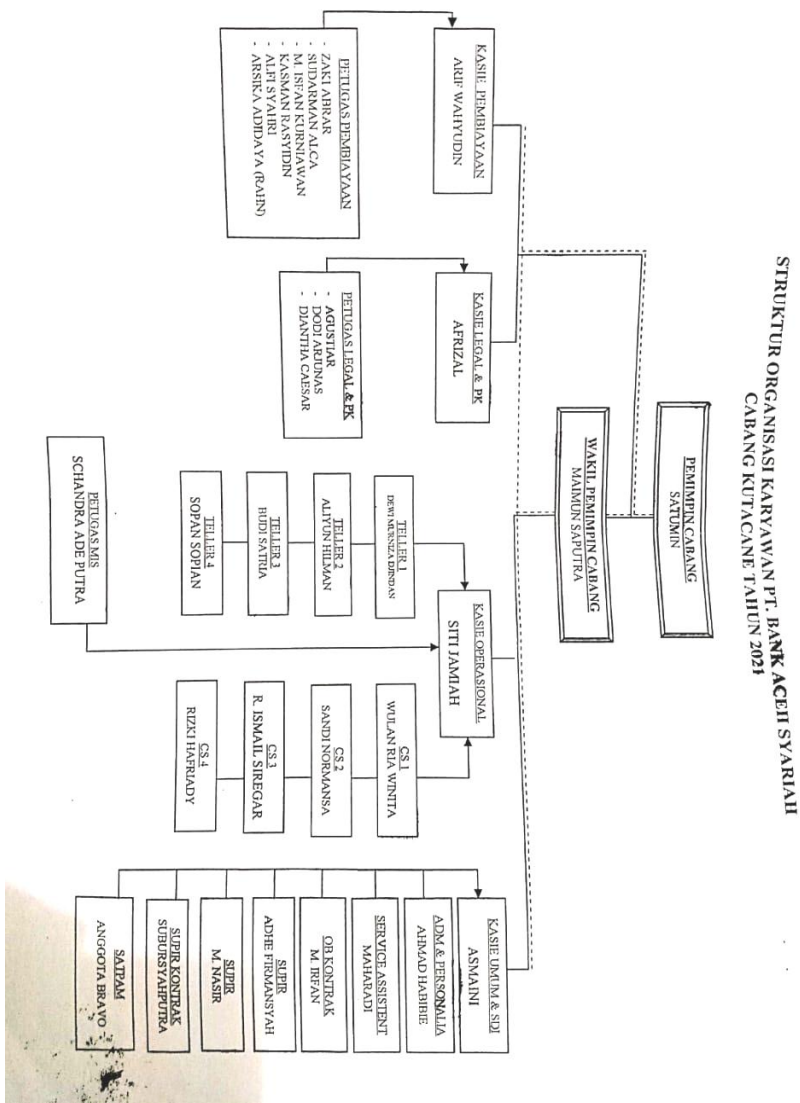 STRUKTUR ORGANISASI KARYAWAN PT. BANK ACEH SYARIAH
CABANG KUTACANE TAHUN 2021
PEMIMPIN CABANG
SATUMIN
WAKIL PEMIMPIN CABANG
MAIMUN SAPUTRA
KASIE PEMBIAYAAN
ARIF WAHYUDIN
KASIE LEGAL & PK
AFRIZAL
KASIE OPERASIONAL
SITI JAMIAH
KASIE UMUM & SDI
ASMAINI
PETUGAS PEMBIAYAAN
- ZAKI ABRAR
- SUDARMAN ALCA
- M. ISFAN KURNIAWAN
- KASMAN RASYIDIN
- ALFI SYAHRI
- ARSIKA ADIDAYA (RAHN)
PETUGAS LEGAL & PK
- AGUSTIAR
- DODI ARJUNAS
- DIANTHA CAESAR
TELLER 1
DEWI MURNIZA DJINDAN
TELLER 2
ALIYUN HILMAN
TELLER 3
BUDI SATRIA
TELLER 4
SOPAN SOPIAN
PETUGAS MIS
SCHANDRA ADE PUTRA
CS 1
WULAN RIA WINITA
CS 2
SANDI NORMANSA
CS 3
R. ISMAIL SIREGAR
CS 4
RIZKI HAFRIADY
ADM & PERSONALIA
AHMAD HABIBIE
SERVICE ASSISTENT
MAHARADI
OB KONTRAK
M. IRFAN
SUPIR
ADHE FIRMANSYAH
SUPIR
M. NASIR
SUPIR KONTRAK
SUBURSYAHPUTRA
SATPAM
ANGGOTA BRAVO